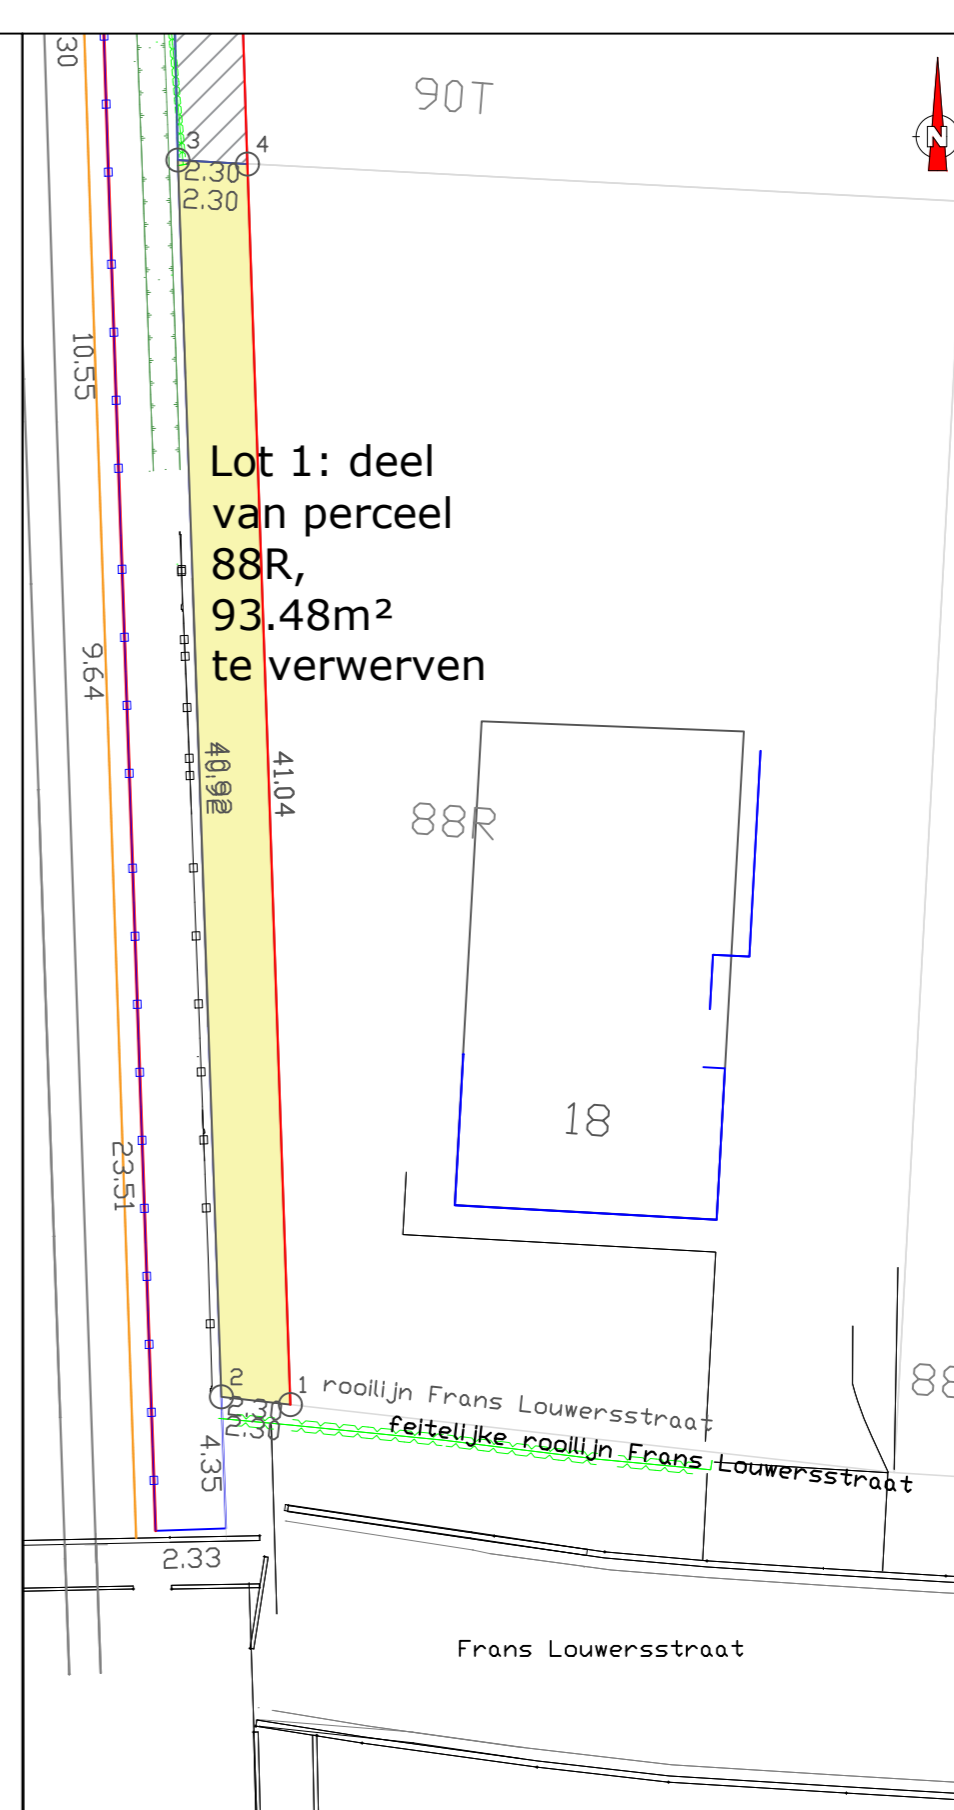 30
90T
N
3
4
2.30
2.30
10.55
Lot 1: deel
van perceel
88R,
93.48m²
te verwerven
9.64
41.04
88R
18
23.51
2
1
2.30
2.30
rooilijn Frans Louwersstraat
feitelijke rooilijn Frans Louwersstraat
88
4.35
2.33
Frans Louwersstraat